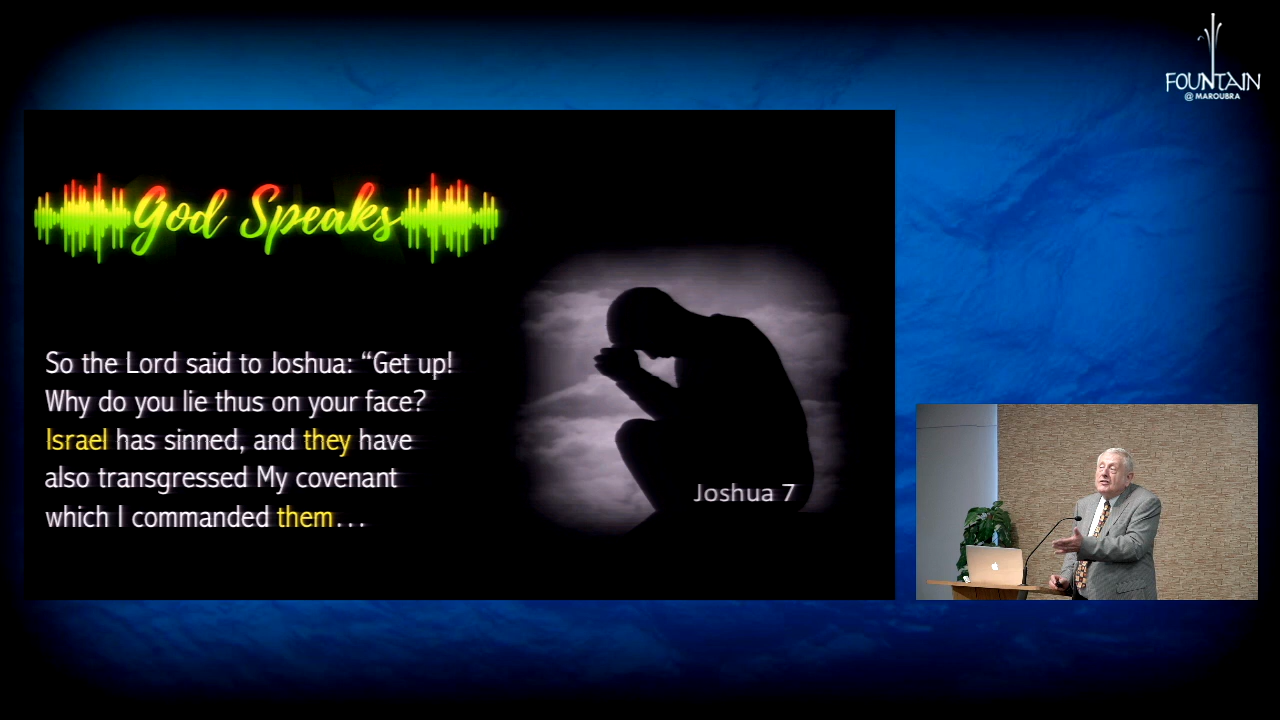 FOUNTAIN
@ MAROUBRA
God Speaks
So the Lord said to Joshua: “Get up!
Why do you lie thus on your face?
Israel has sinned, and they have
also transgressed My covenant
which I commanded them…
Joshua 7